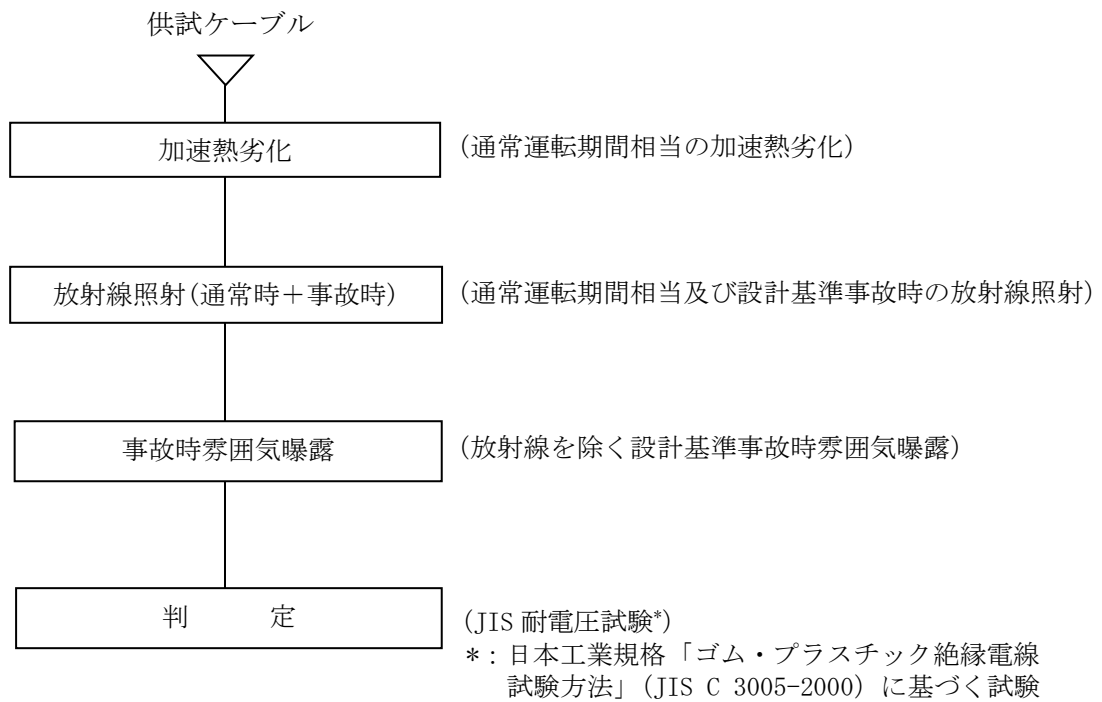 供試ケーブル
加速熱劣化
(通常運転期間相当の加速熱劣化)
放射線照射(通常時＋事故時)
(通常運転期間相当及び設計基準事故時の放射線照射)
事故時雰囲気曝露
(放射線を除く設計基準事故時雰囲気曝露)
判　　定
(JIS 耐電圧試験*)
*：日本工業規格「ゴム・プラスチック絶縁電線
試験方法」(JIS C 3005-2000) に基づく試験